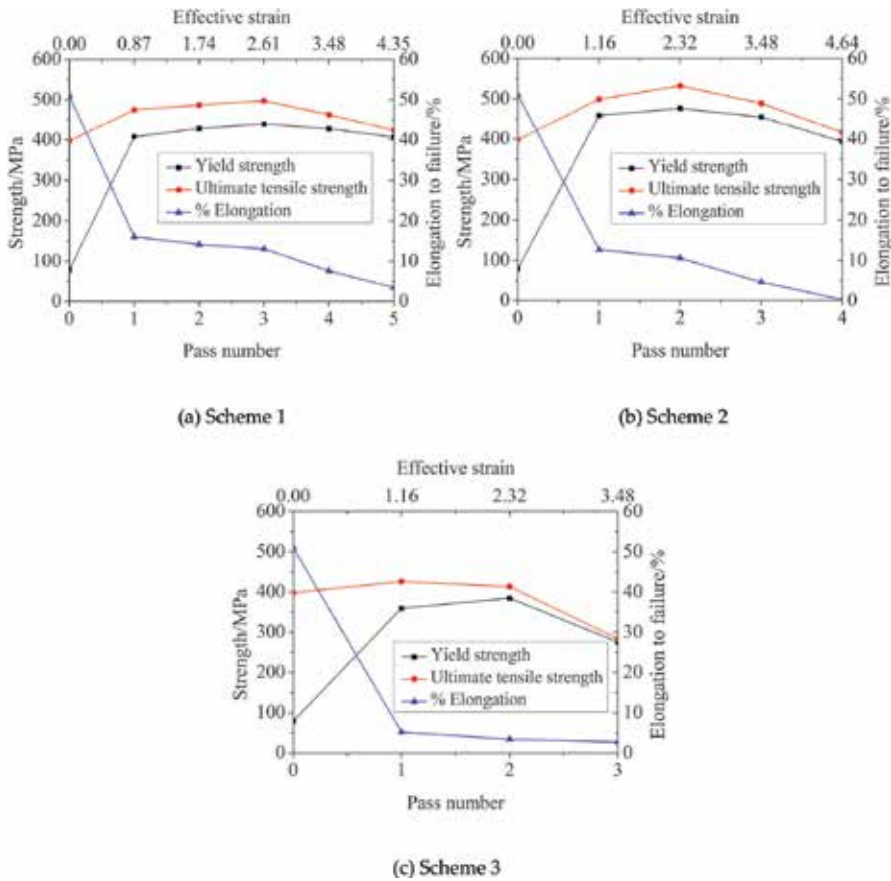 Effective strain
0.00 0.87 1.74 2.61 3.48 4.35
600
500
400
300
200
100
0
Strength/MPa
Yield strength
Ultimate tensile strength
% Elongation
60
50
40
30
20
10
0
Elongation to failure/%
0 1 2 3 4 5
Pass number
(a) Scheme 1
Effective strain
0.00 1.16 2.32 3.48 4.64
600
500
400
300
200
100
0
Strength/MPa
Yield strength
Ultimate tensile strength
% Elongation
60
50
40
30
20
10
0
Elongation to failure/%
0 1 2 3 4
Pass number
(b) Scheme 2
Effective strain
0.00 1.16 2.32 3.48
600
500
400
300
200
100
0
Strength/MPa
Yield strength
Ultimate tensile strength
% Elongation
60
50
40
30
20
10
0
Elongation to failure/%
0 1 2 3
Pass number
(c) Scheme 3